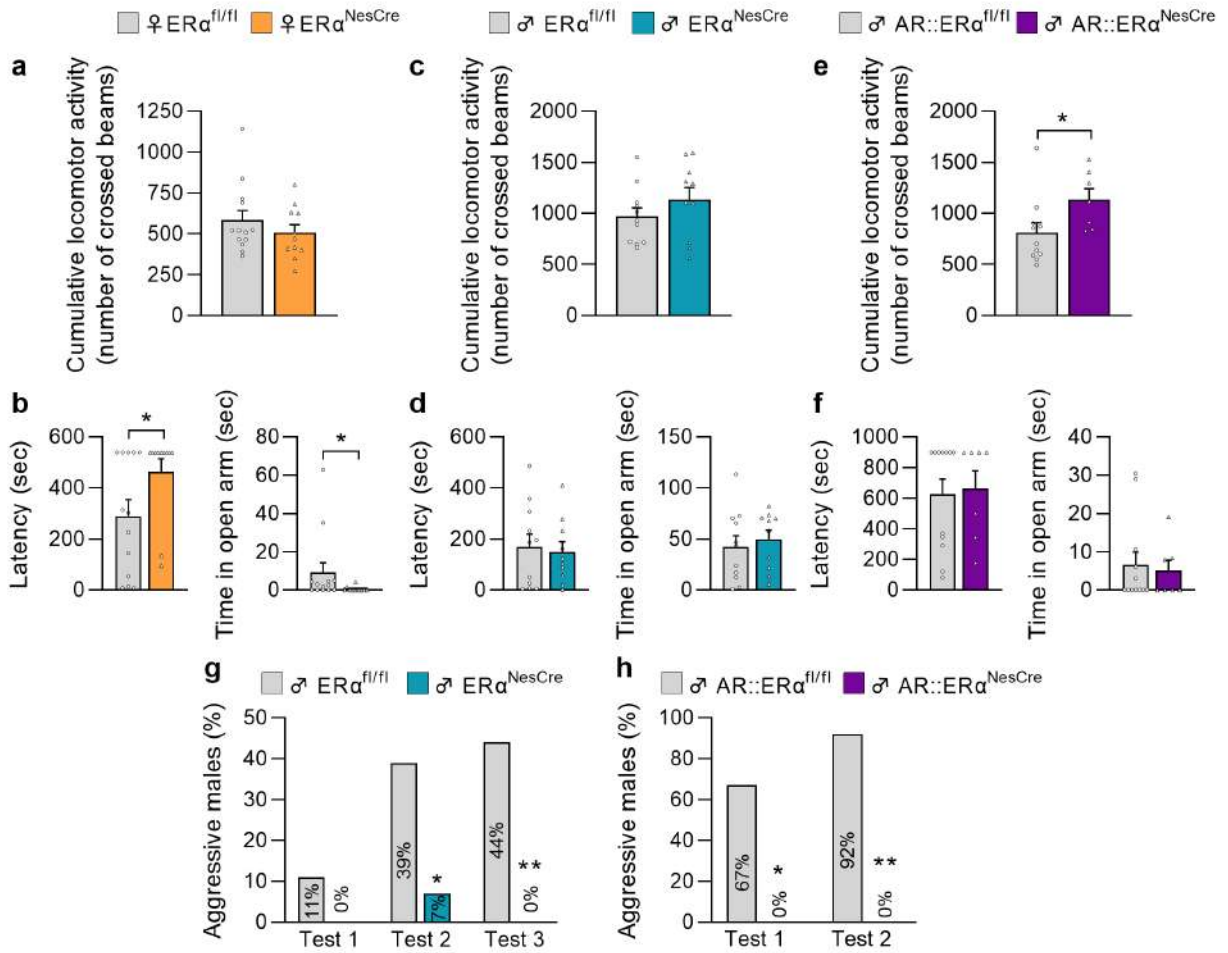 ♀ERα^fl/fl ♀ERα^NesCre
♂ ERα^fl/fl ♂ ERα^NesCre
♂ AR::ERα^fl/fl ♂ AR::ERα^NesCre
a
Cumulative locomotor activity
(number of crossed beams)
1250
1000
750
500
250
0
c
Cumulative locomotor activity
(number of crossed beams)
2000
1500
1000
500
0
e
Cumulative locomotor activity
(number of crossed beams)
2000
1500
1000
500
0
*
b
Latency (sec)
600
400
200
0
*
Time in open arm (sec)
80
60
40
20
0
*
d
Latency (sec)
600
400
200
0
Time in open arm (sec)
150
100
50
0
f
Latency (sec)
1000
800
600
400
200
0
Time in open arm (sec)
40
30
20
10
0
g
♂ ERα^fl/fl ♂ ERα^NesCre
Aggressive males (%)
50
40
30
20
10
0
11%
0%
39%
*
7%
44%
**
0%
Test 1 Test 2 Test 3
h
♂ AR::ERα^fl/fl ♂ AR::ERα^NesCre
Aggressive males (%)
100
80
60
40
20
0
67%
*
0%
92%
**
0%
Test 1 Test 2